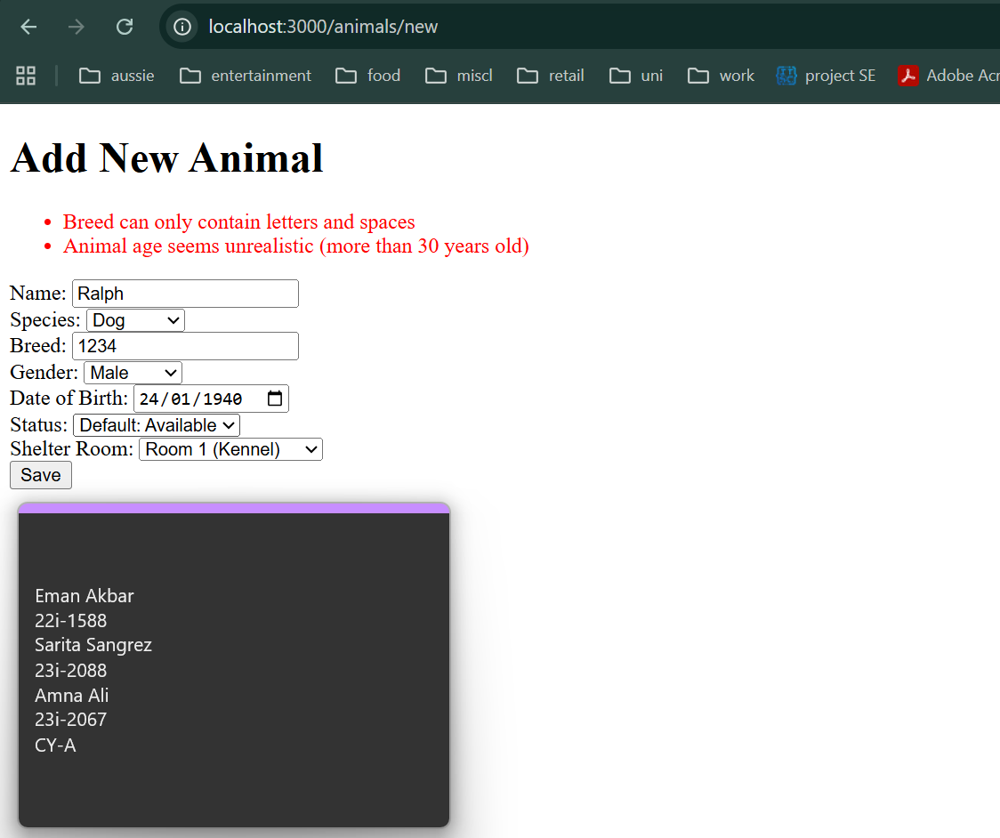 localhost:3000/animals/new
aussie entertainment food miscl retail uni work project SE Adobe Acr
Add New Animal
• Breed can only contain letters and spaces
• Animal age seems unrealistic (more than 30 years old)
Name: Ralph
Species: Dog
Breed: 1234
Gender: Male
Date of Birth: 24/01/1940
Status: Default: Available
Shelter Room: Room 1 (Kennel)
Save
Eman Akbar
22i-1588
Sarita Sangrez
23i-2088
Amna Ali
23i-2067
CY-A